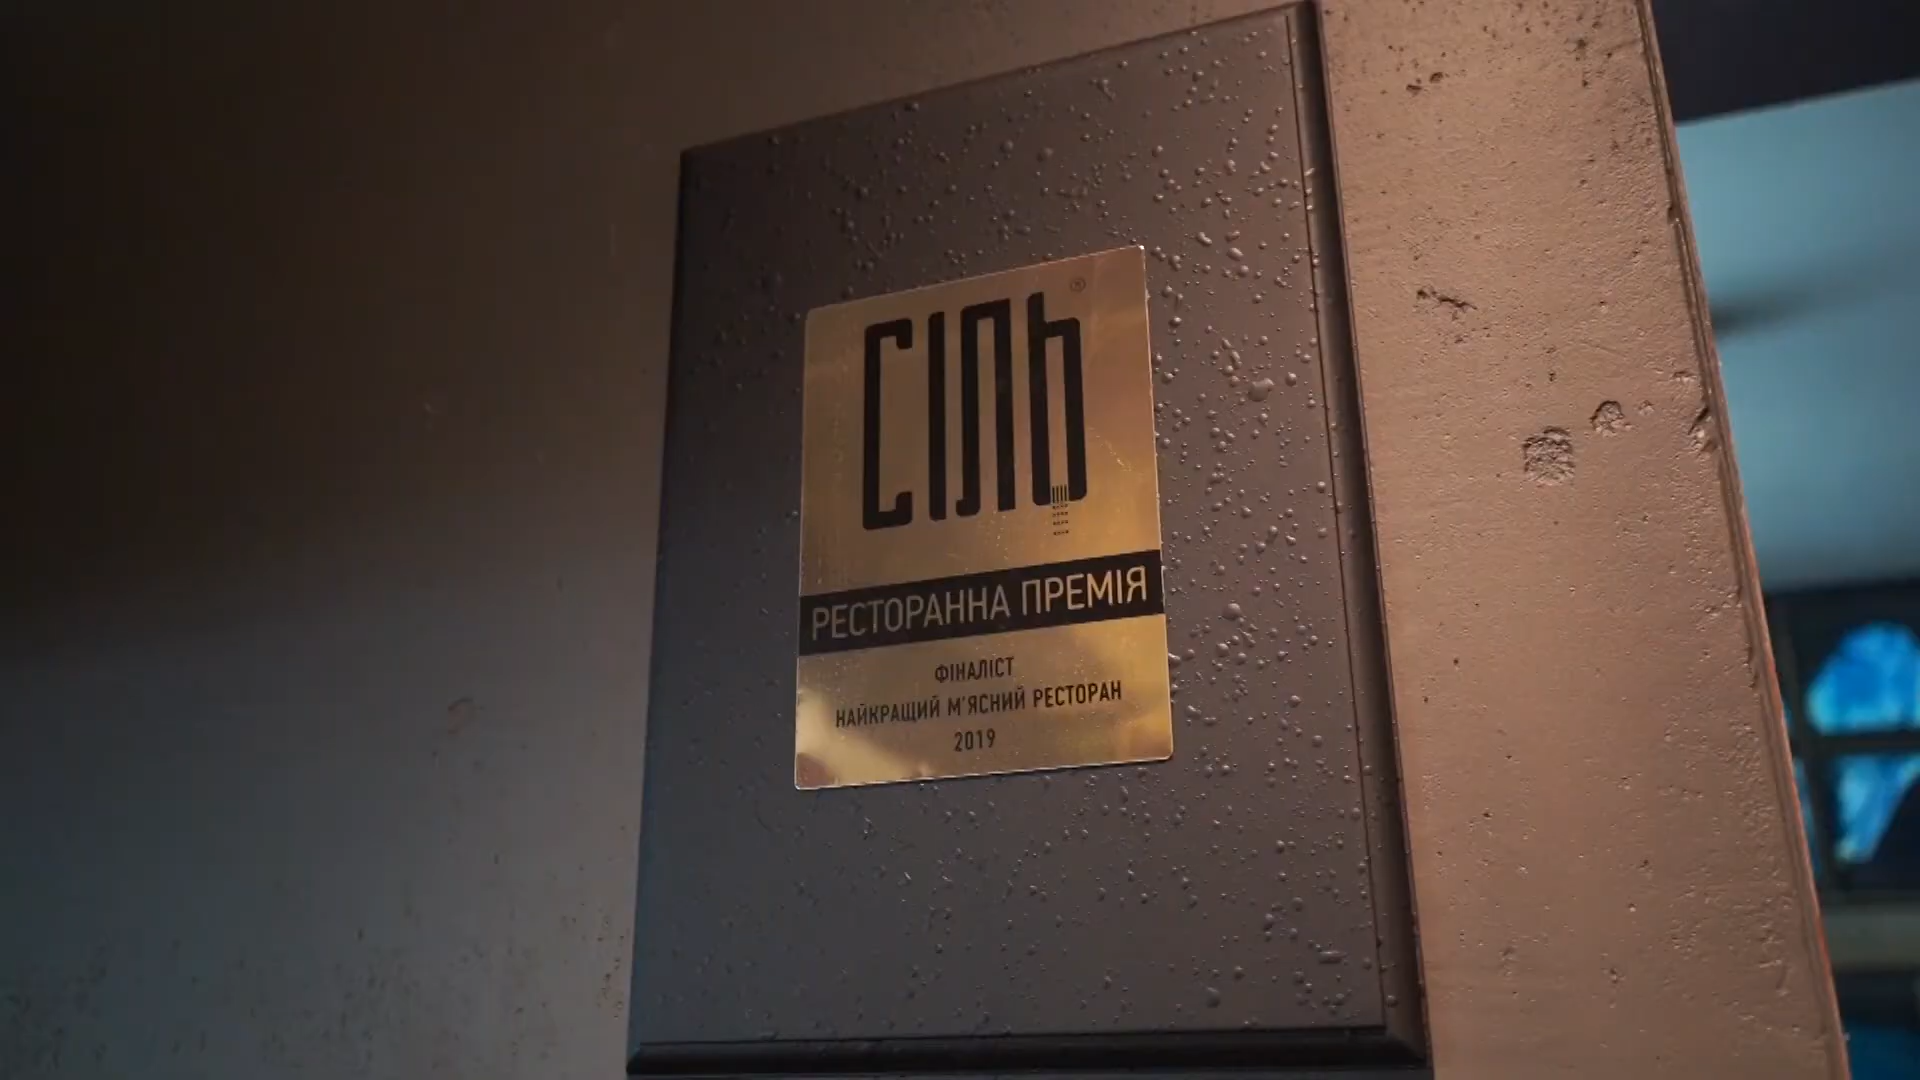 СІЛЬ®
РЕСТОРАННА ПРЕМІЯ
ФІНАЛІСТ
НАЙКРАЩИЙ М'ЯСНИЙ РЕСТОРАН
2019